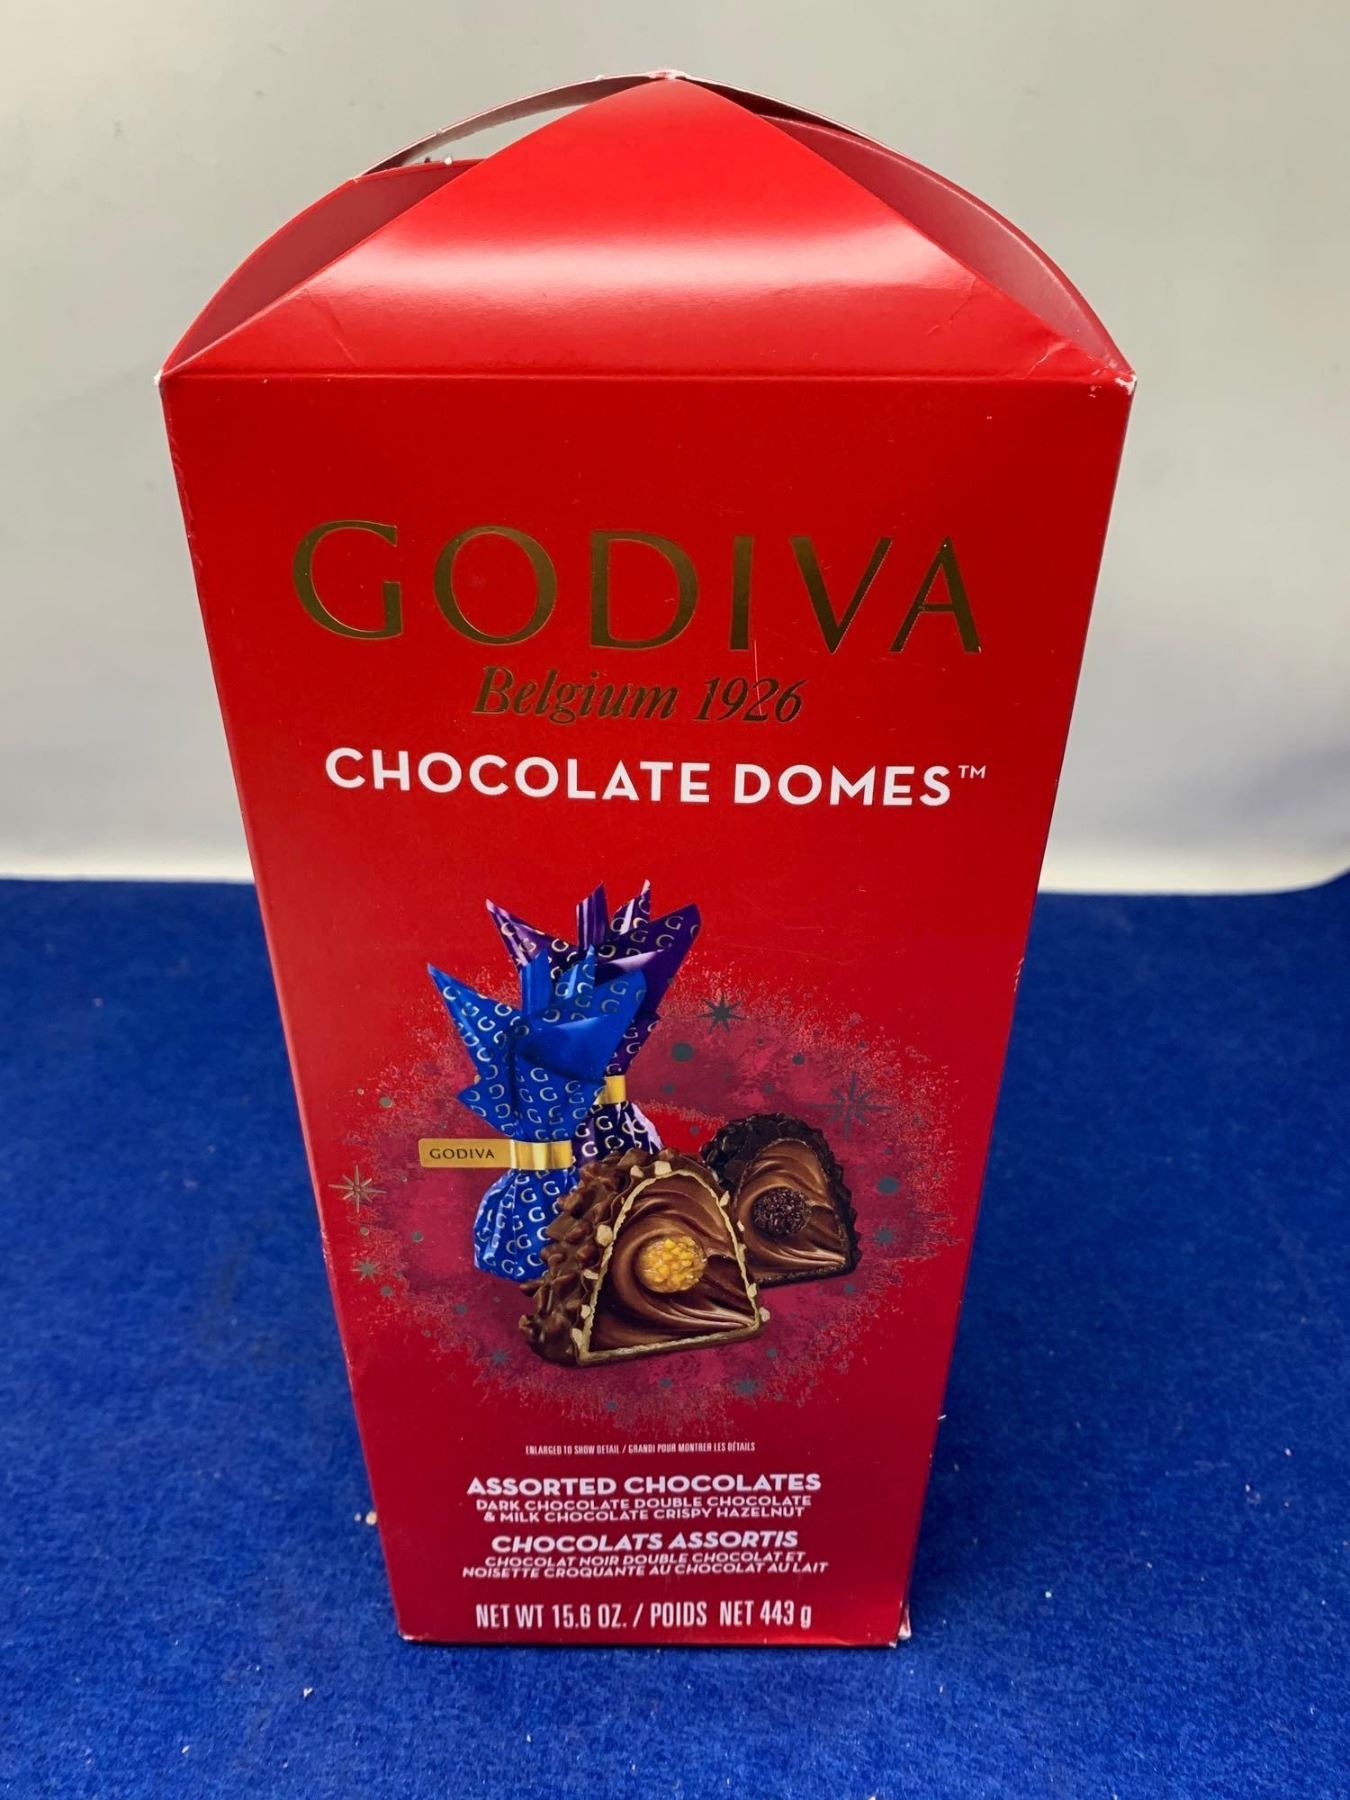 GODIVA
Belgium 1926
CHOCOLATE DOMES™
GODIVA
ENLARGED TO SHOW DETAIL / GRANDI POUR MONTRER LES DÉTAILS
ASSORTED CHOCOLATES
DARK CHOCOLATE DOUBLE CHOCOLATE
& MILK CHOCOLATE CRISPY HAZELNUT
CHOCOLATS ASSORTIS
CHOCOLAT NOIR DOUBLE CHOCOLAT ET
NOISETTE CROQUANTE AU CHOCOLAT AU LAIT
NET WT 15.6 OZ. / POIDS NET 443 g